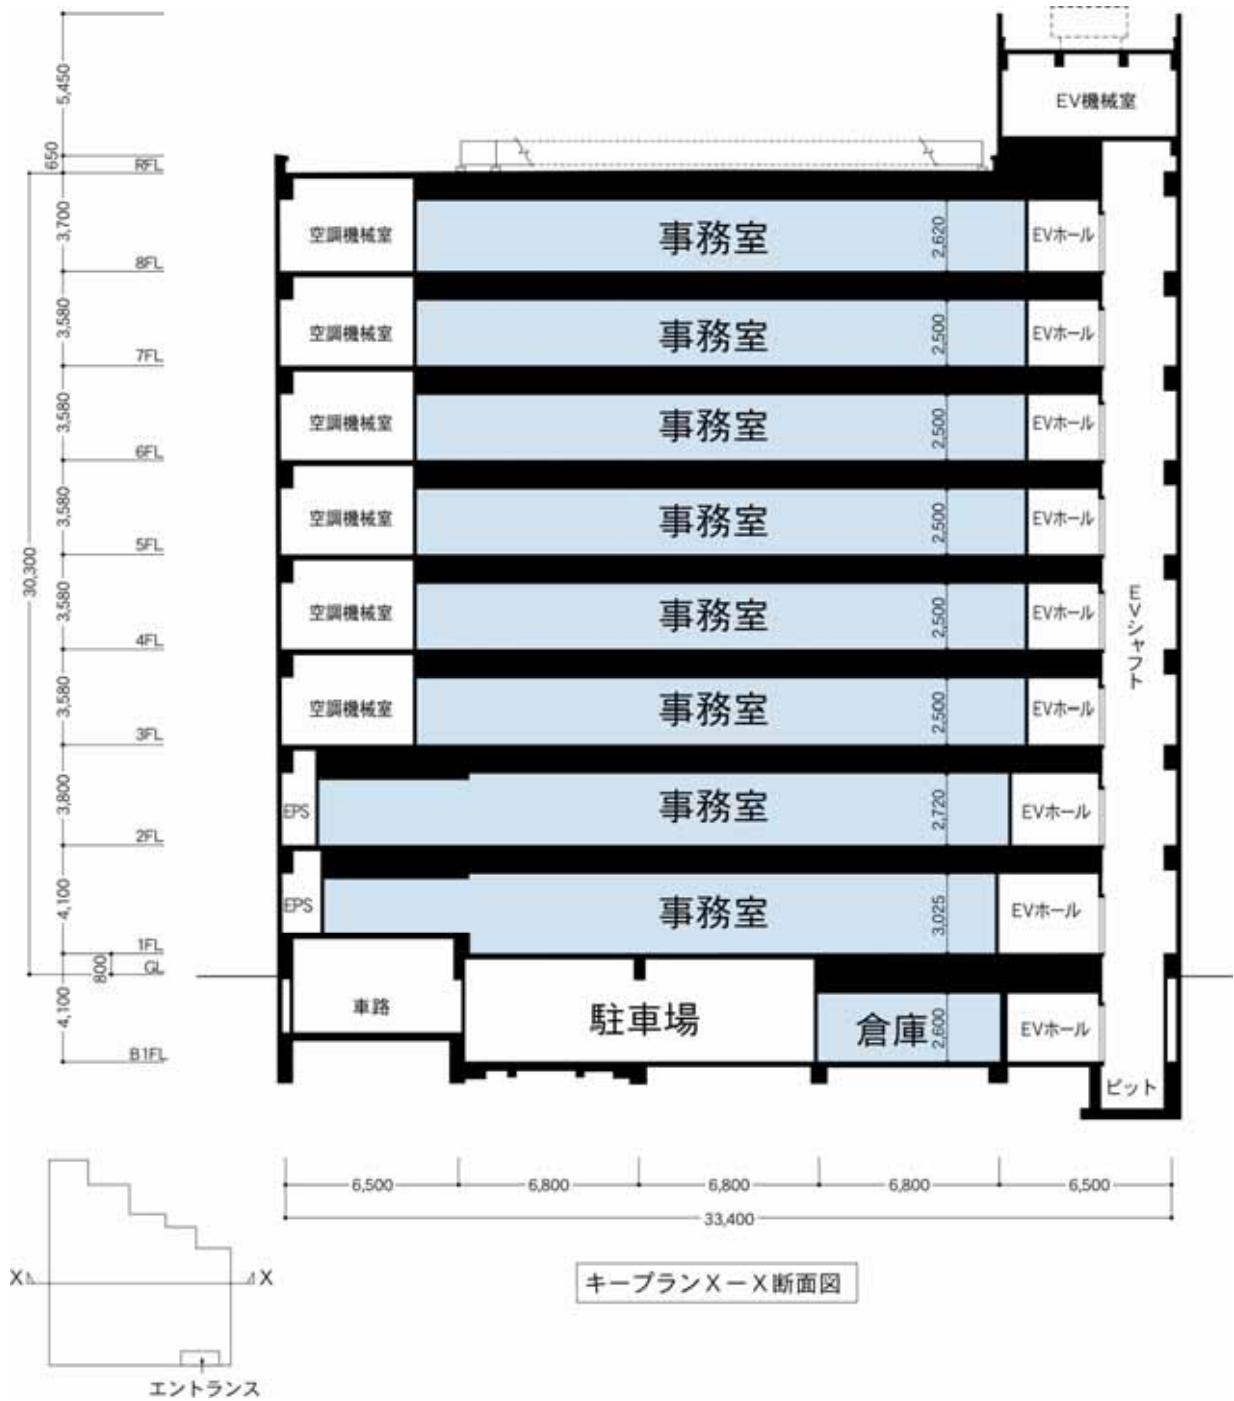 5,450
EV機械室
650
RFL
3,700
空調機械室 事務室 2,620 EVホール
8FL
3,580
空調機械室 事務室 2,500 EVホール
7FL
3,580
空調機械室 事務室 2,500 EVホール
6FL
3,580
空調機械室 事務室 2,500 EVホール
5FL
30,300
3,580
空調機械室 事務室 2,500 EVホール
EVシャフト
4FL
3,580
空調機械室 事務室 2,500 EVホール
3FL
3,800
EPS 事務室 2,720 EVホール
2FL
4,100
EPS 事務室 3,025 EVホール
1FL
800
GL
4,100
車路 駐車場 倉庫 2,600 EVホール
B1FL
ピット
6,500 6,800 6,800 6,800 6,500
33,400
X X
キープランX－X断面図
エントランス